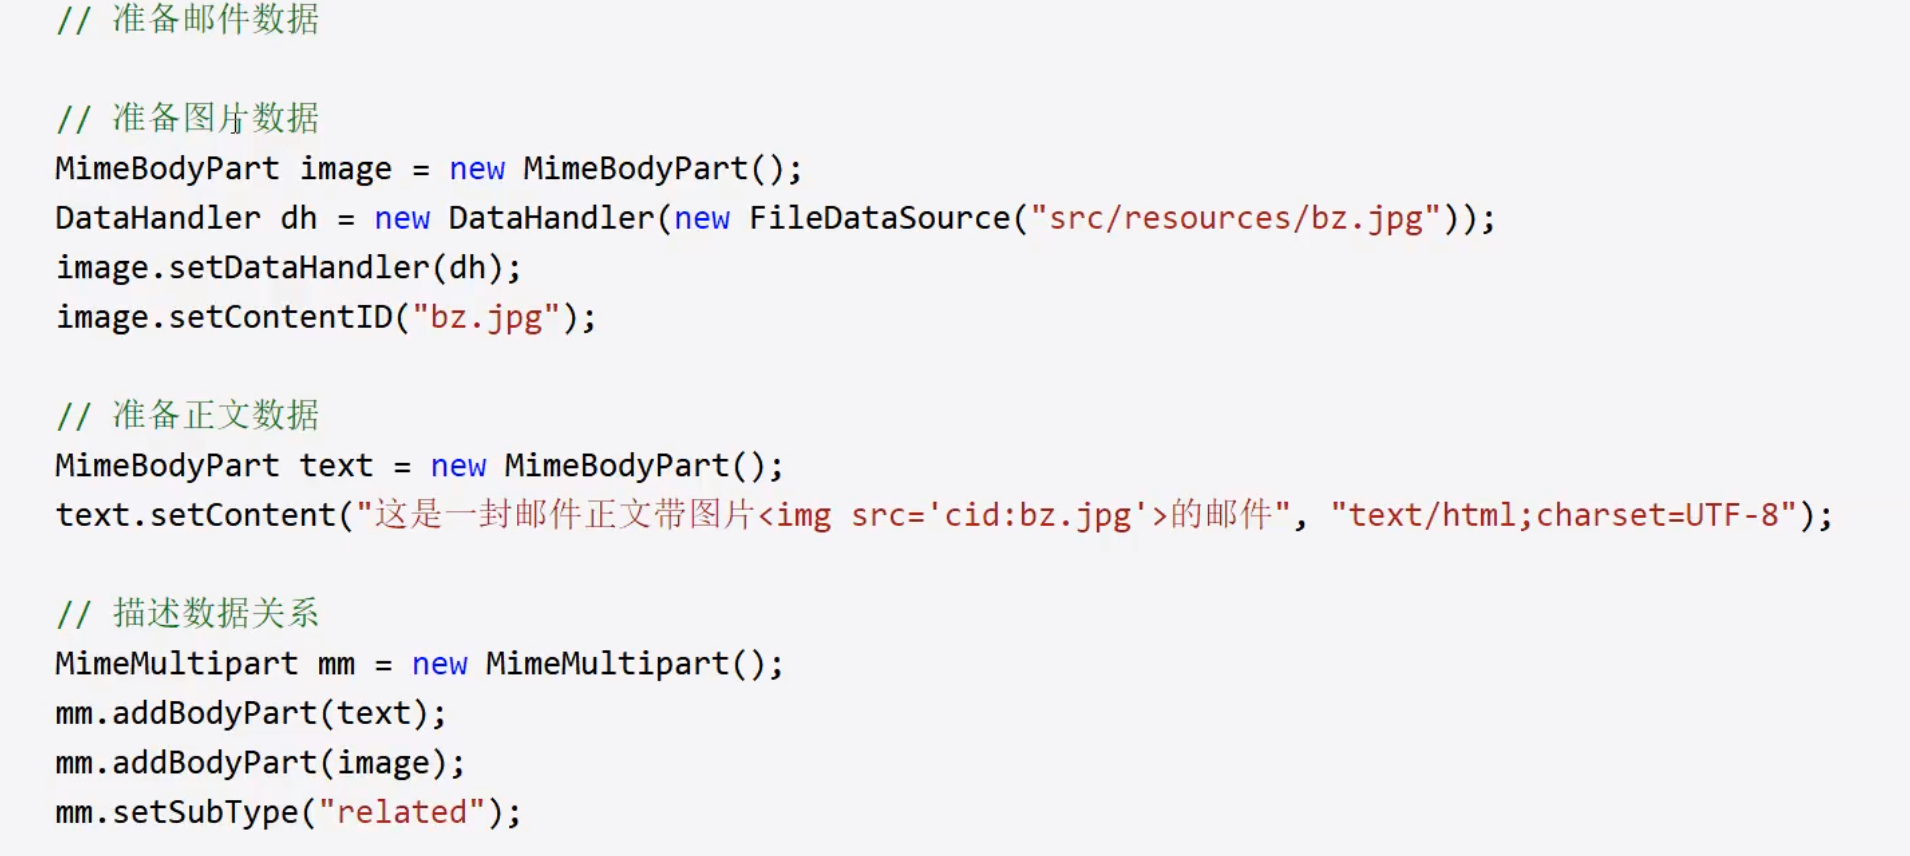 // 准备邮件数据
// 准备图片数据
MimeBodyPart image = new MimeBodyPart();
DataHandler dh = new DataHandler(new FileDataSource("src/resources/bz.jpg"));
image.setDataHandler(dh);
image.setContentID("bz.jpg");
// 准备正文数据
MimeBodyPart text = new MimeBodyPart();
text.setContent("这是一封邮件正文带图片<img src='cid:bz.jpg'>的邮件", "text/html;charset=UTF-8");
// 描述数据关系
MimeMultipart mm = new MimeMultipart();
mm.addBodyPart(text);
mm.addBodyPart(image);
mm.setSubType("related");